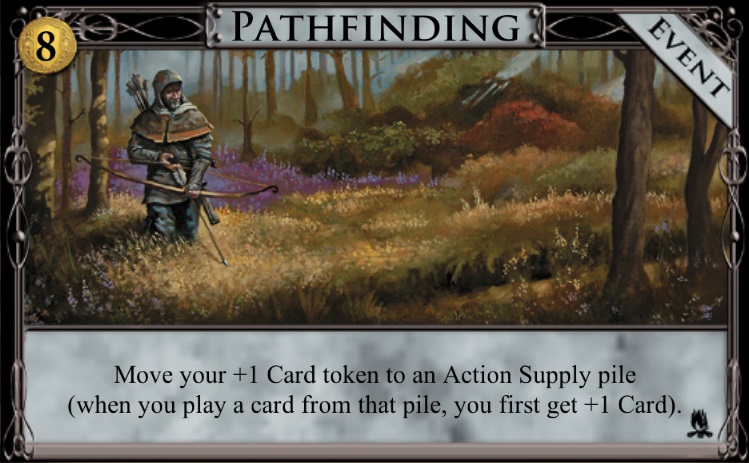 8
PATHFINDING
EVENT
Move your +1 Card token to an Action Supply pile
(when you play a card from that pile, you first get +1 Card).